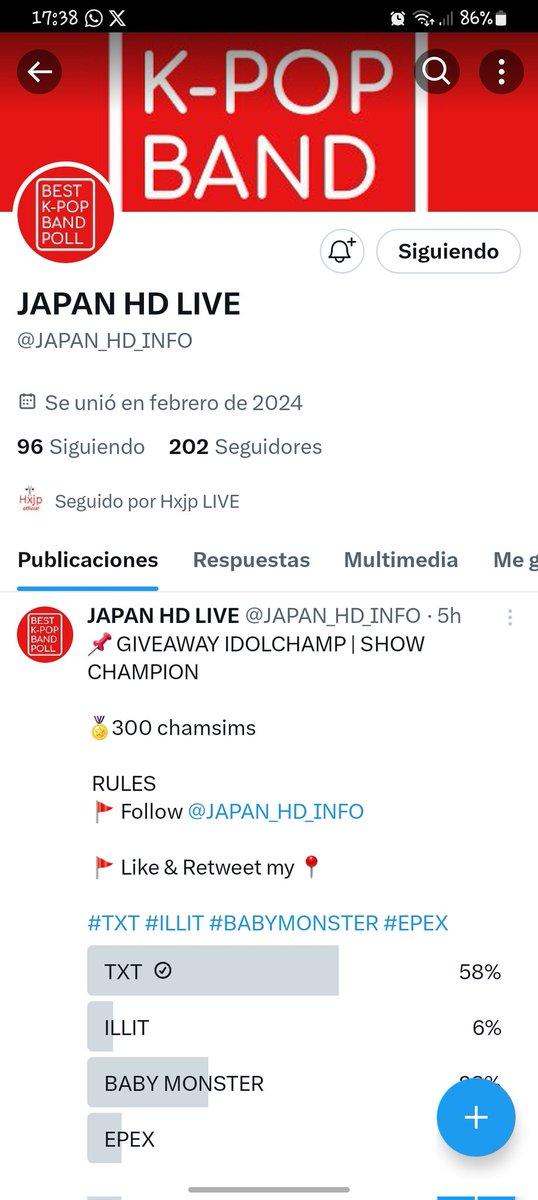 17:38
86%
K-POP
BAND
BEST
K-POP
BAND
POLL
Siguiendo
JAPAN HD LIVE
@JAPAN_HD_INFO
Se unió en febrero de 2024
96 Siguiendo 202 Seguidores
Hxjp
official
Seguido por Hxjp LIVE
Publicaciones Respuestas Multimedia Me g
BEST
K-POP
BAND
POLL
JAPAN HD LIVE @JAPAN_HD_INFO · 5h
📌 GIVEAWAY IDOLCHAMP | SHOW
CHAMPION
🏅300 chamsims
RULES
🚩 Follow @JAPAN_HD_INFO
🚩 Like & Retweet my 📍
#TXT #ILLIT #BABYMONSTER #EPEX
TXT 58%
ILLIT 6%
BABY MONSTER
EPEX